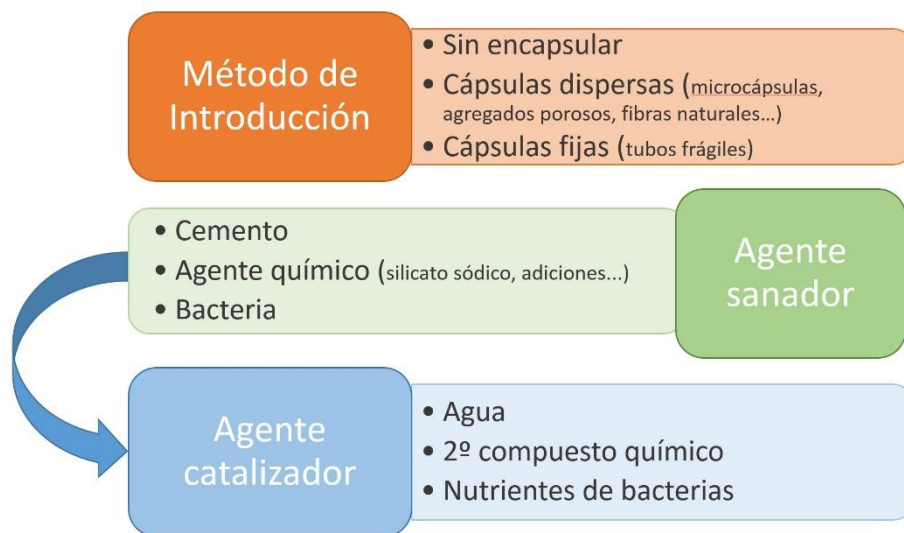 Método de
Introducción
• Sin encapsular
• Cápsulas dispersas (microcápsulas,
agregados porosos, fibras naturales...)
• Cápsulas fijas (tubos frágiles)
• Cemento
• Agente químico (silicato sódico, adiciones...)
• Bacteria
Agente
sanador
Agente
catalizador
• Agua
• 2º compuesto químico
• Nutrientes de bacterias